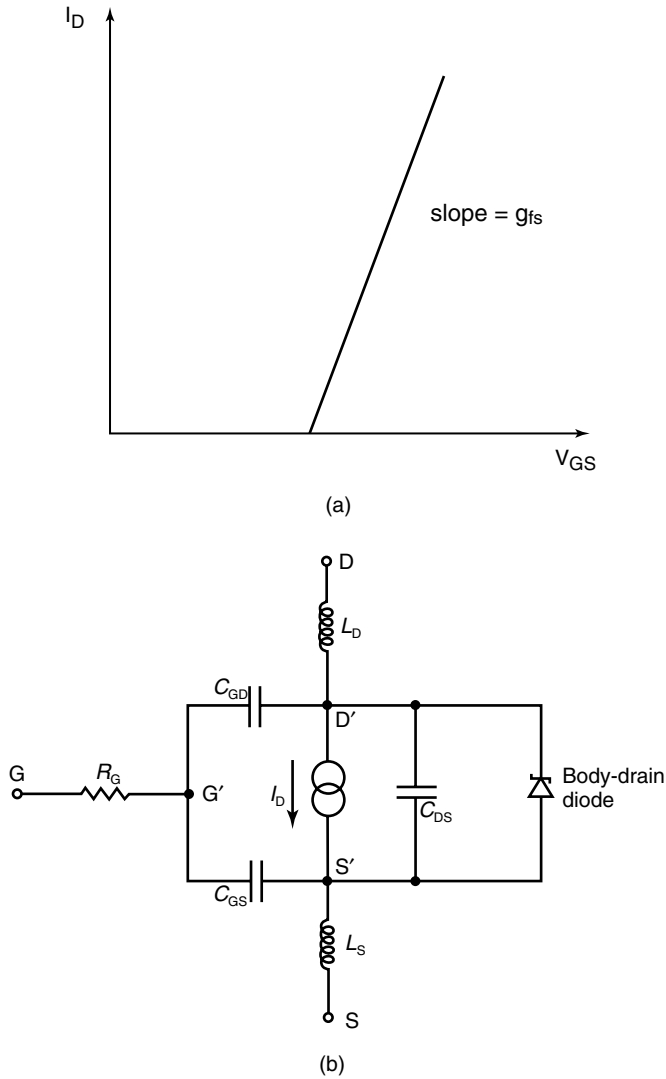 I_D
slope = g_fs
V_GS
(a)
D
L_D
C_GD
D′
G
R_G
G′
I_D
C_DS
Body-drain
diode
S′
C_GS
L_S
S
(b)